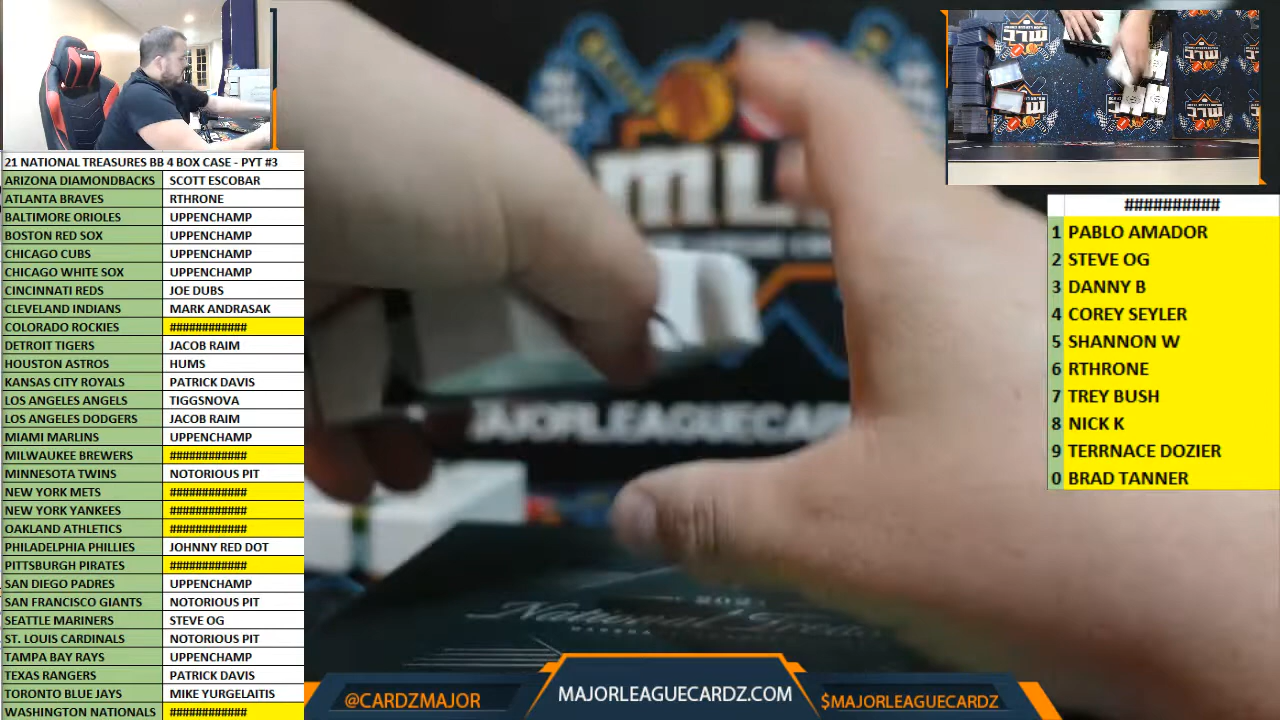 21 NATIONAL TREASURES BB 4 BOX CASE - PYT #3
ARIZONA DIAMONDBACKS SCOTT ESCOBAR
ATLANTA BRAVES RTHRONE
BALTIMORE ORIOLES UPPENCHAMP
BOSTON RED SOX UPPENCHAMP
CHICAGO CUBS UPPENCHAMP
CHICAGO WHITE SOX UPPENCHAMP
CINCINNATI REDS JOE DUBS
CLEVELAND INDIANS MARK ANDRASAK
COLORADO ROCKIES ############
DETROIT TIGERS JACOB RAIM
HOUSTON ASTROS HUMS
KANSAS CITY ROYALS PATRICK DAVIS
LOS ANGELES ANGELS TIGGSNOVA
LOS ANGELES DODGERS JACOB RAIM
MIAMI MARLINS UPPENCHAMP
MILWAUKEE BREWERS ############
MINNESOTA TWINS NOTORIOUS PIT
NEW YORK METS ############
NEW YORK YANKEES ############
OAKLAND ATHLETICS ############
PHILADELPHIA PHILLIES JOHNNY RED DOT
PITTSBURGH PIRATES ############
SAN DIEGO PADRES UPPENCHAMP
SAN FRANCISCO GIANTS NOTORIOUS PIT
SEATTLE MARINERS STEVE OG
ST. LOUIS CARDINALS NOTORIOUS PIT
TAMPA BAY RAYS UPPENCHAMP
TEXAS RANGERS PATRICK DAVIS
TORONTO BLUE JAYS MIKE YURGELAITIS
WASHINGTON NATIONALS ############
##########
1 PABLO AMADOR
2 STEVE OG
3 DANNY B
4 COREY SEYLER
5 SHANNON W
6 RTHRONE
7 TREY BUSH
8 NICK K
9 TERRNACE DOZIER
0 BRAD TANNER
AJORLEAGUECAR
National
@CARDZMAJOR
MAJORLEAGUECARDZ.COM
$MAJORLEAGUECARDZ